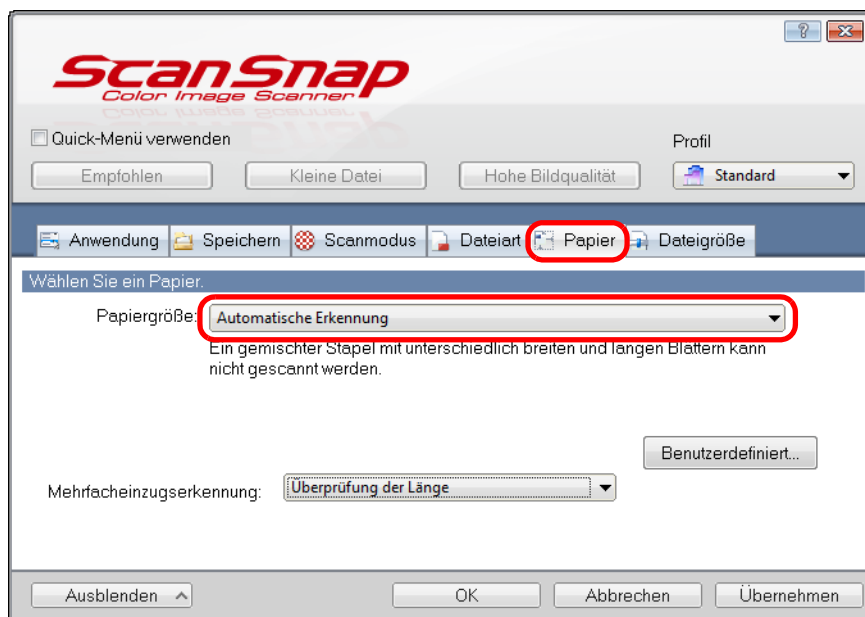 ScanSnap
Color Image Scanner
Quick-Menü verwenden
Profil
Empfohlen Kleine Datei Hohe Bildqualität Standard
Anwendung Speichern Scanmodus Dateiart Papier Dateigröße
Wählen Sie ein Papier.
Papiergröße: Automatische Erkennung
Ein gemischter Stapel mit unterschiedlich breiten und langen Blättern kann
nicht gescannt werden.
Benutzerdefiniert...
Mehrfacheinzugserkennung: Überprüfung der Länge
Ausblenden OK Abbrechen Übernehmen